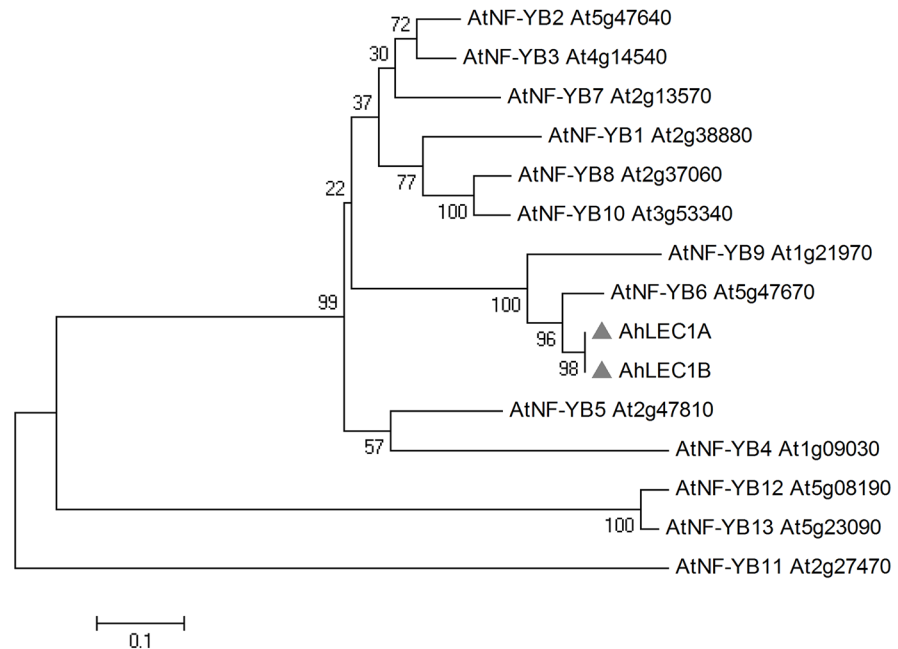 72
AtNF-YB2 At5g47640
30
AtNF-YB3 At4g14540
AtNF-YB7 At2g13570
37
AtNF-YB1 At2g38880
77
AtNF-YB8 At2g37060
100
AtNF-YB10 At3g53340
22
AtNF-YB9 At1g21970
100
AtNF-YB6 At5g47670
99
96
AhLEC1A
98
AhLEC1B
AtNF-YB5 At2g47810
57
AtNF-YB4 At1g09030
AtNF-YB12 At5g08190
100
AtNF-YB13 At5g23090
AtNF-YB11 At2g27470
0.1